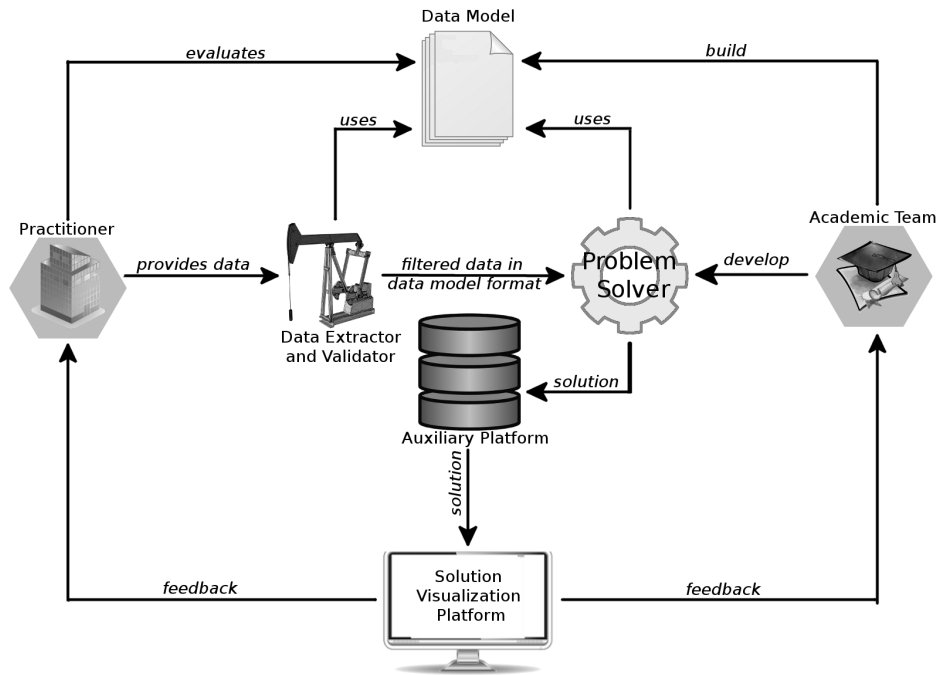 Data Model
evaluates
build
uses
uses
Practitioner
Academic Team
provides data
filtered data in
data model format
Problem
Solver
develop
Data Extractor
and Validator
solution
Auxiliary Platform
solution
Solution
Visualization
Platform
feedback
feedback